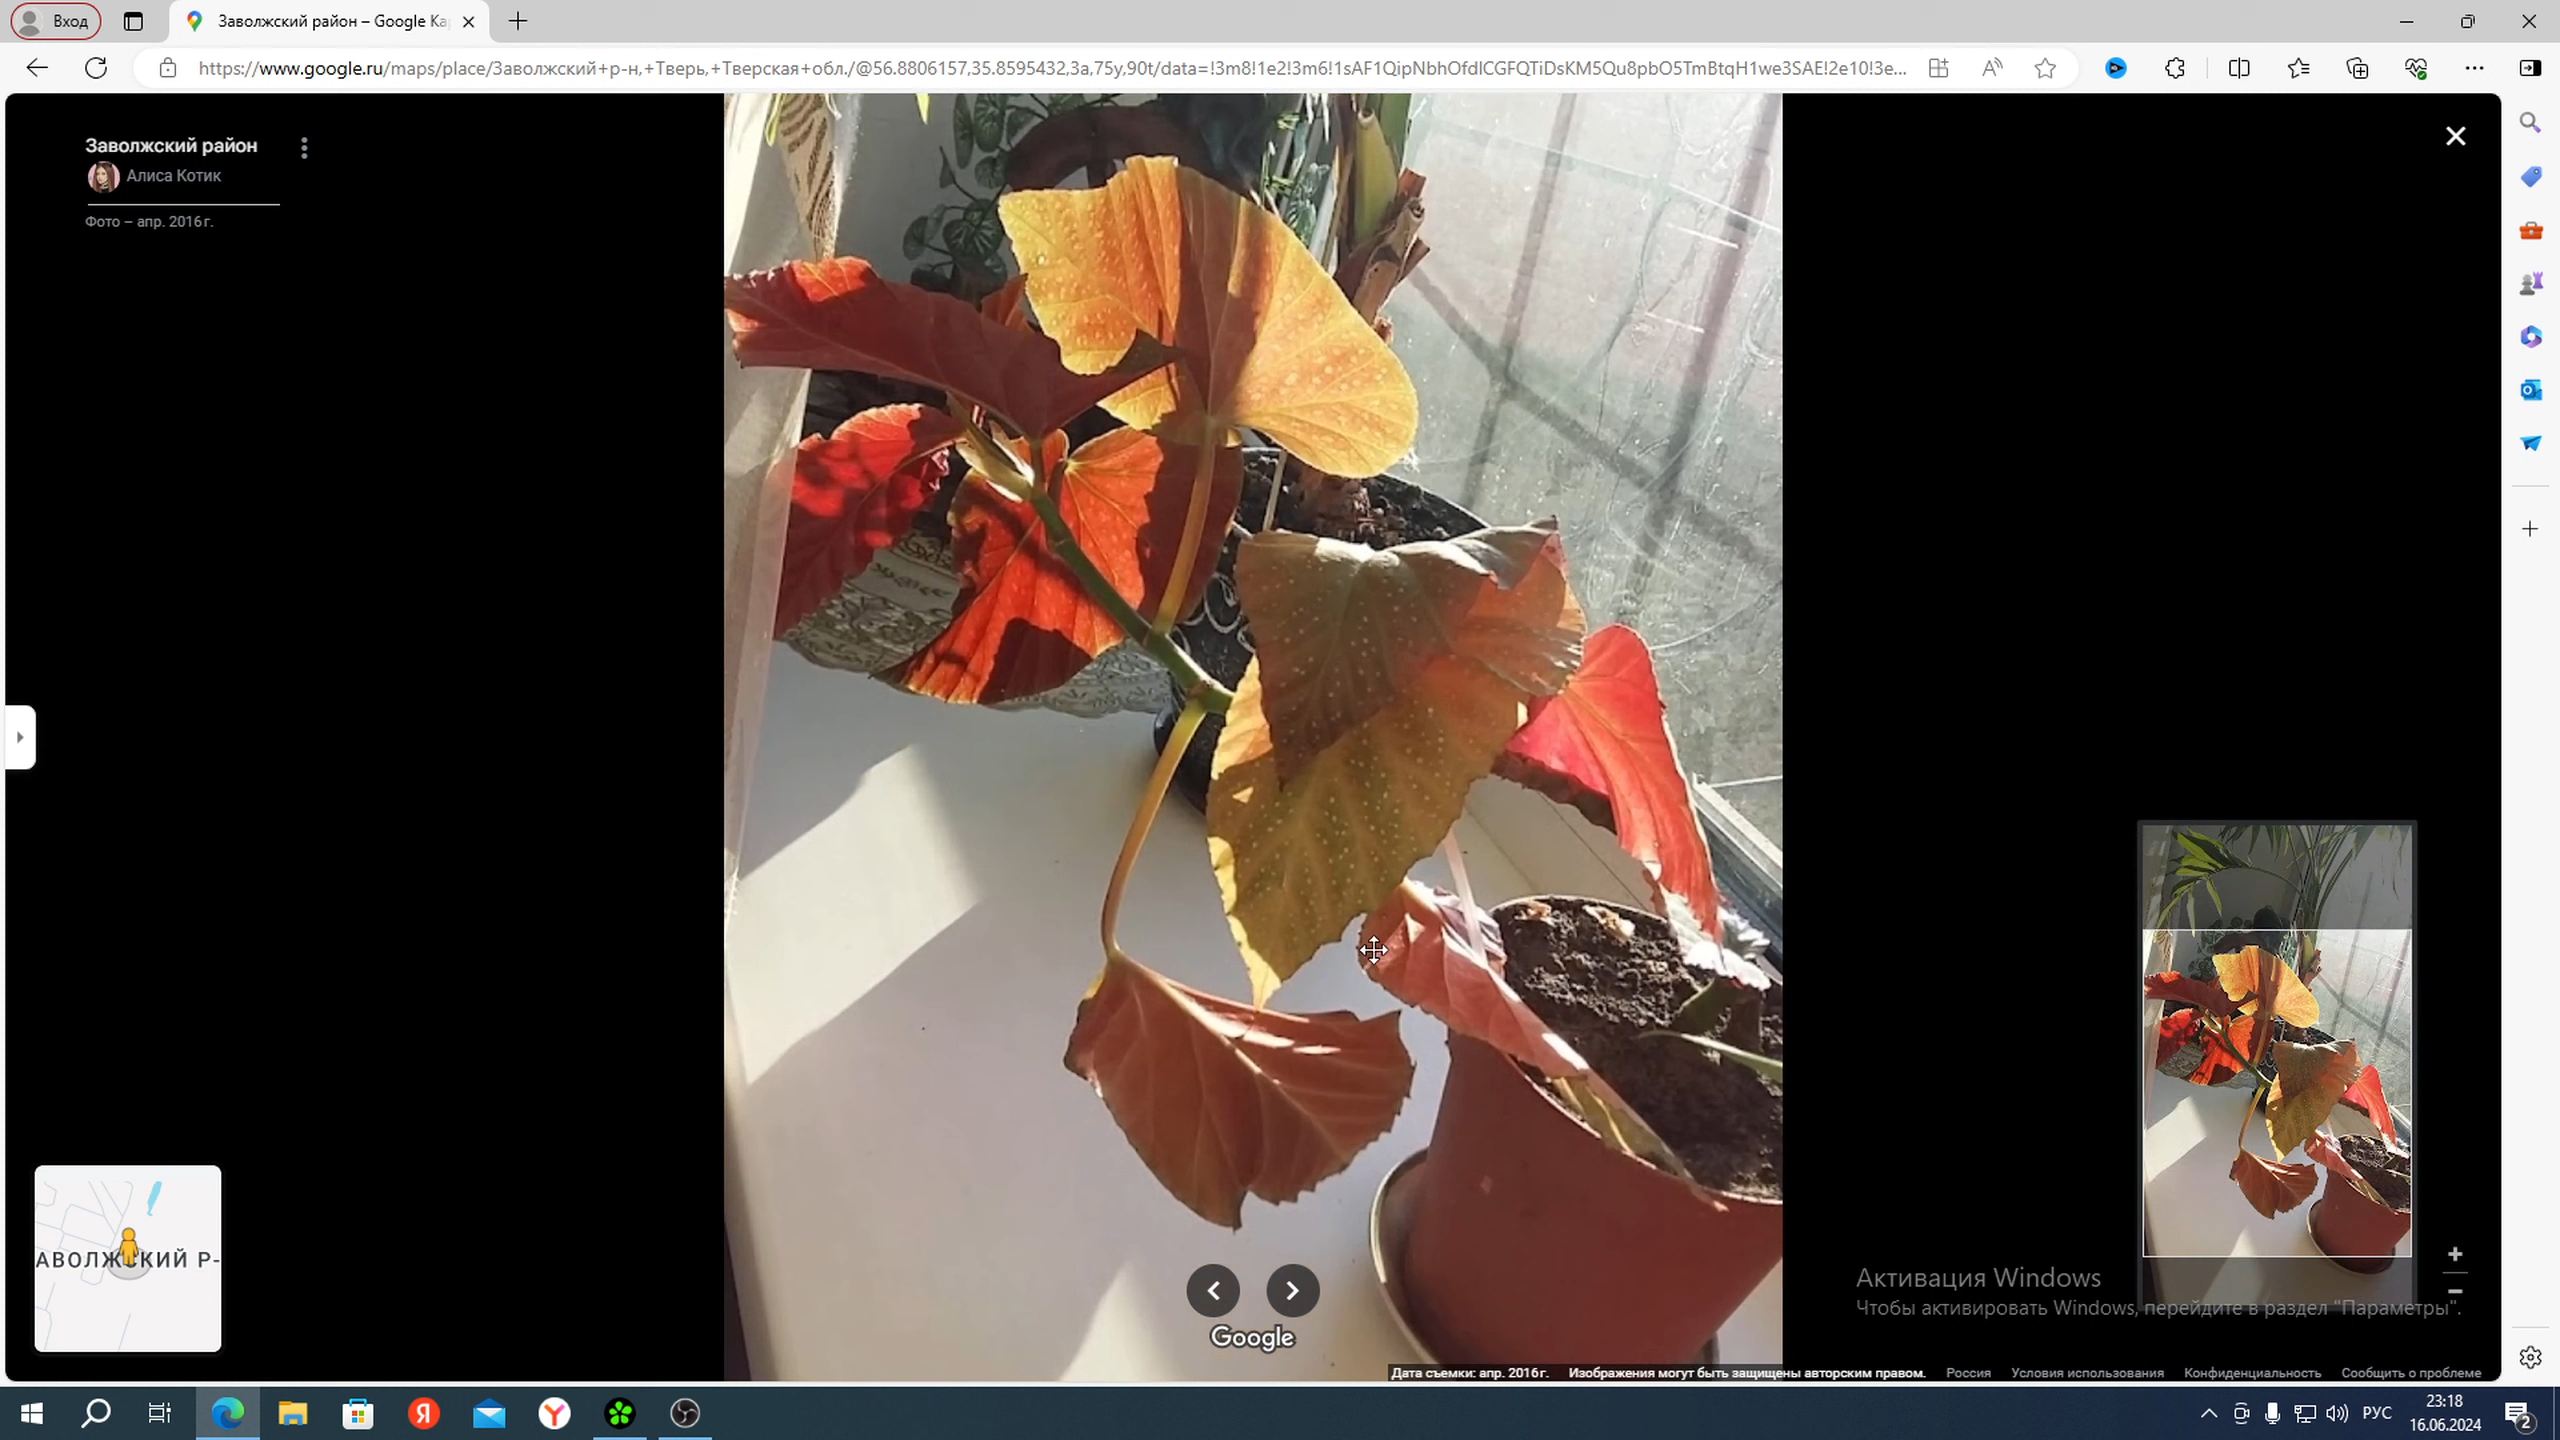 Вход
Заволжский район – Google Ка
https://www.google.ru/maps/place/Заволжский+р-н,+Тверь,+Тверская+обл./@56.8806157,35.8595432,3a,75y,90t/data=!3m8!1e2!3m6!1sAF1QipNbhOfdlCGFQTiDsKM5Qu8pbO5TmBtqH1we3SAE!2e10!3e...
Заволжский район
Алиса Котик
Фото – апр. 2016 г.
АВОЛЖСКИЙ Р-
Google
Активация Windows
Чтобы активировать Windows, перейдите в раздел "Параметры".
Дата съемки: апр. 2016 г. Изображения могут быть защищены авторским правом. Россия Условия использования Конфиденциальность Сообщить о проблеме
РУС
23:18
16.06.2024
2